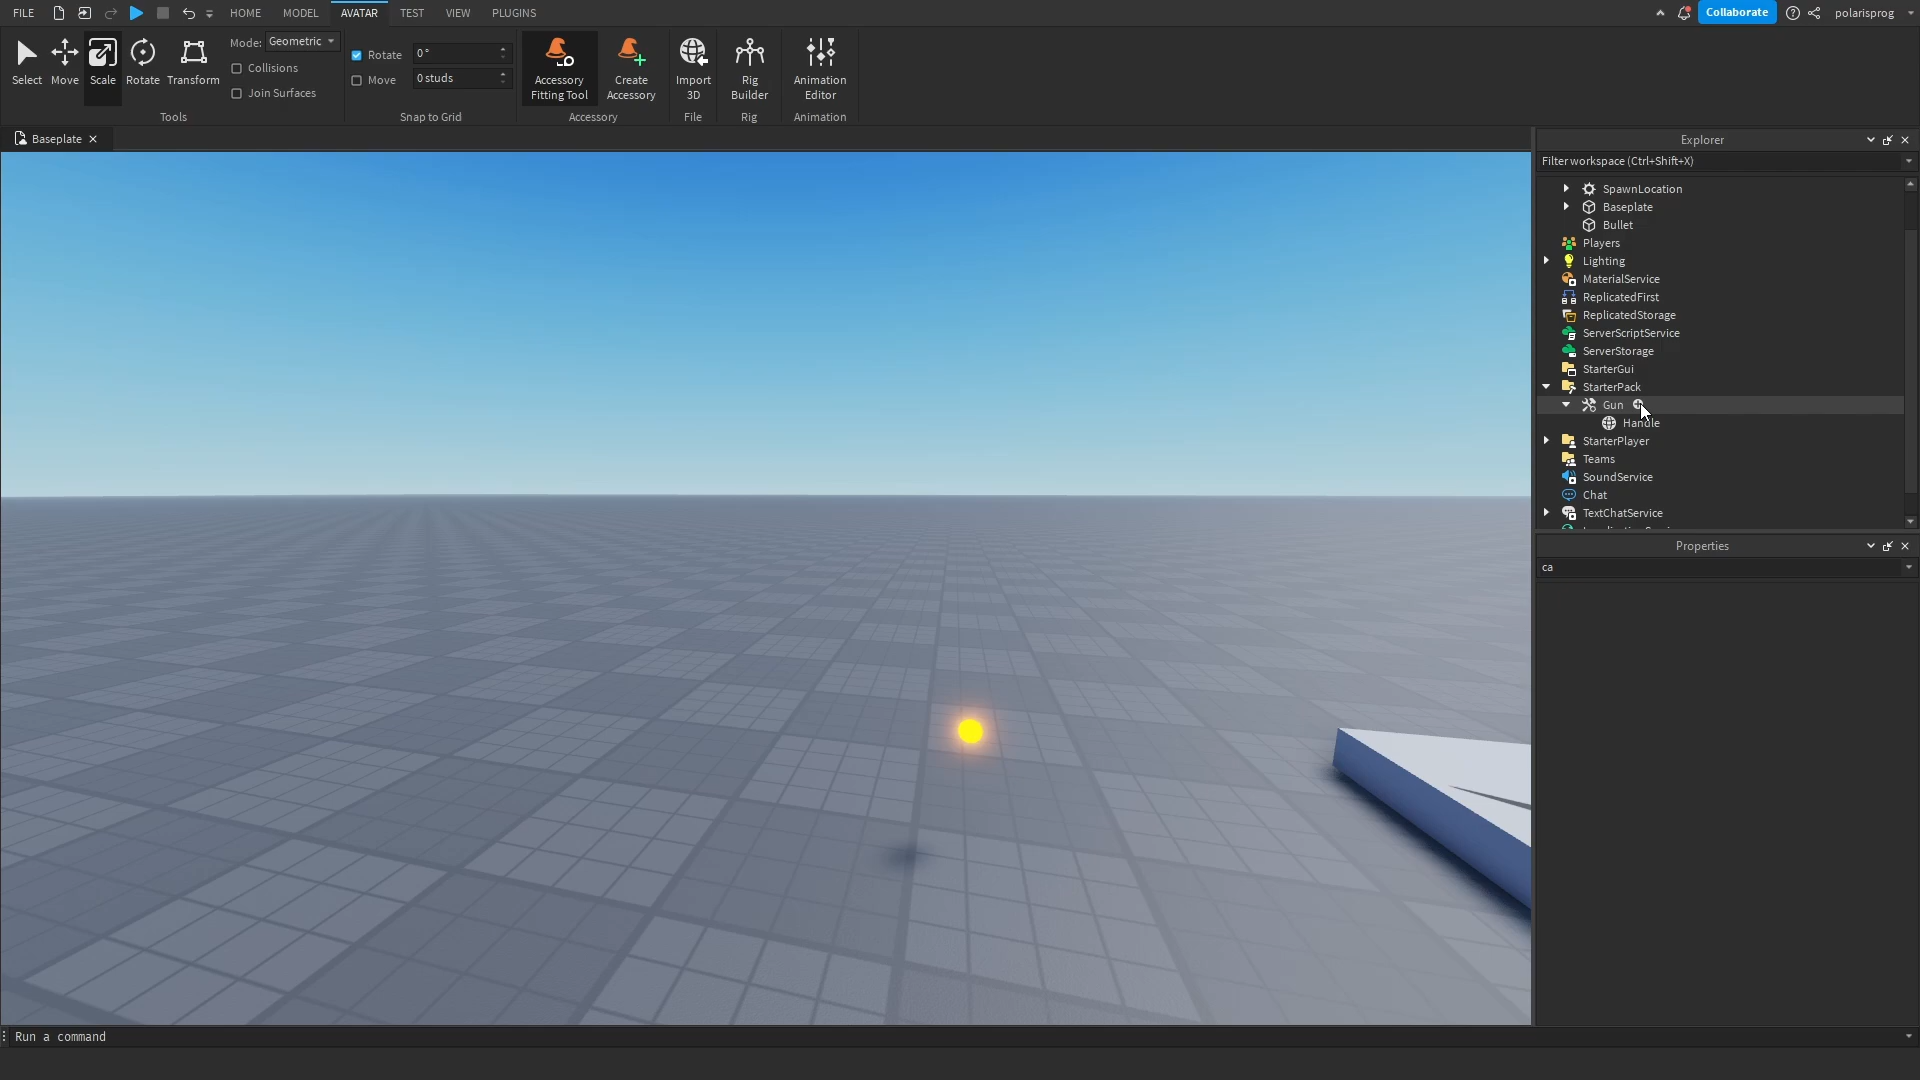 FILE HOME MODEL AVATAR TEST VIEW PLUGINS Collaborate polarisprog
Select Move Scale Rotate Transform
Mode: Geometric
Collisions
Join Surfaces
Tools
Rotate 0 °
Move 0 studs
Snap to Grid
Accessory Fitting Tool
Create Accessory
Accessory
Import 3D
File
Rig Builder
Rig
Animation Editor
Animation
Baseplate
Explorer
Filter workspace (Ctrl+Shift+X)
SpawnLocation
Baseplate
Bullet
Players
Lighting
MaterialService
ReplicatedFirst
ReplicatedStorage
ServerScriptService
ServerStorage
StarterGui
StarterPack
Gun
Handle
StarterPlayer
Teams
SoundService
Chat
TextChatService
Properties
ca
Run a command